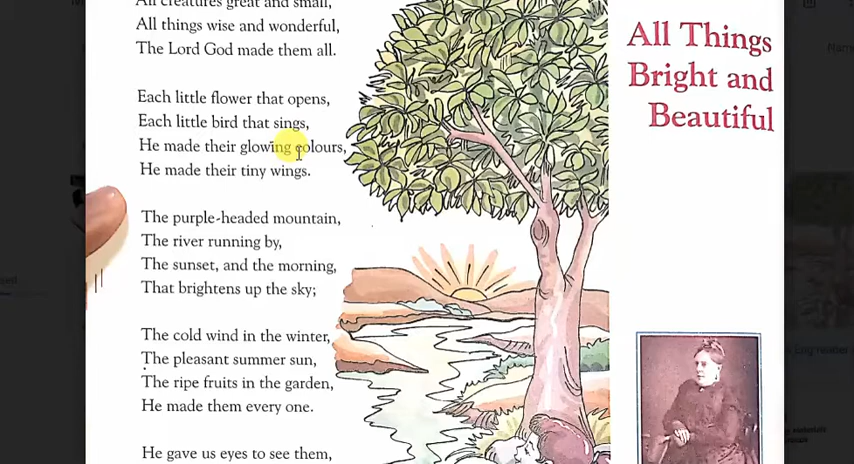 All creatures great and small,
All things wise and wonderful,
The Lord God made them all.
Each little flower that opens,
Each little bird that sings,
He made their glowing colours,
He made their tiny wings.
The purple-headed mountain,
The river running by,
The sunset, and the morning,
That brightens up the sky;
The cold wind in the winter,
The pleasant summer sun,
The ripe fruits in the garden,
He made them every one.
He gave us eyes to see them,
All Things
Bright and
Beautiful